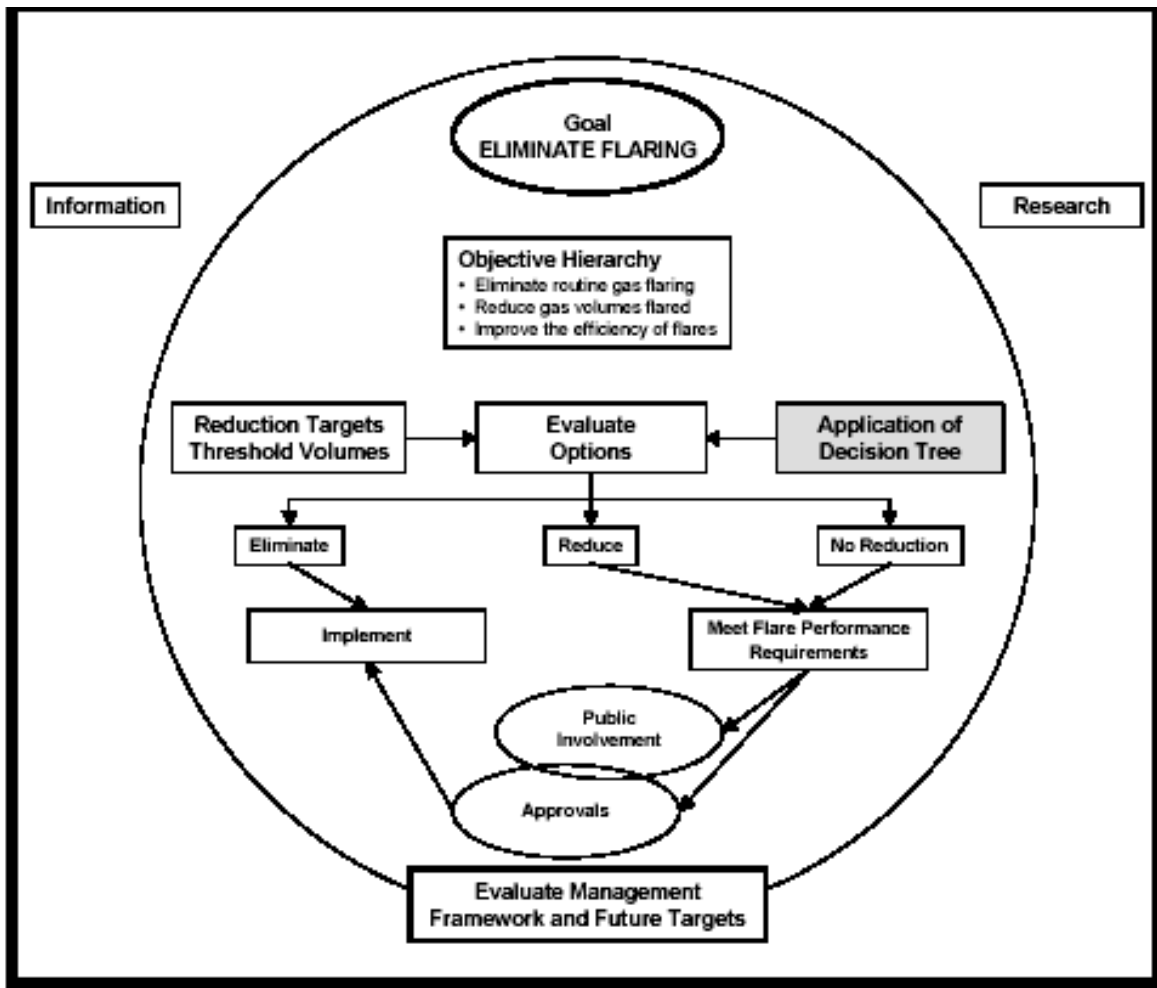 Goal
ELIMINATE FLARING
Information
Research
Objective Hierarchy
• Eliminate routine gas flaring
• Reduce gas volumes flared
• Improve the efficiency of flares
Reduction Targets
Threshold Volumes
Evaluate
Options
Application of
Decision Tree
Eliminate
Reduce
No Reduction
Implement
Meet Flare Performance
Requirements
Public
Involvement
Approvals
Evaluate Management
Framework and Future Targets